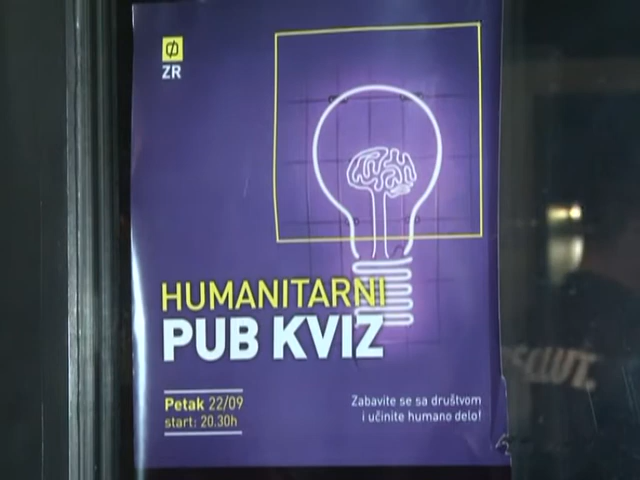 ZR
HUMANITARNI
PUB KVIZ
Petak 22/09
start: 20.30h
Zabavite se sa društvom
i učinite humano delo!